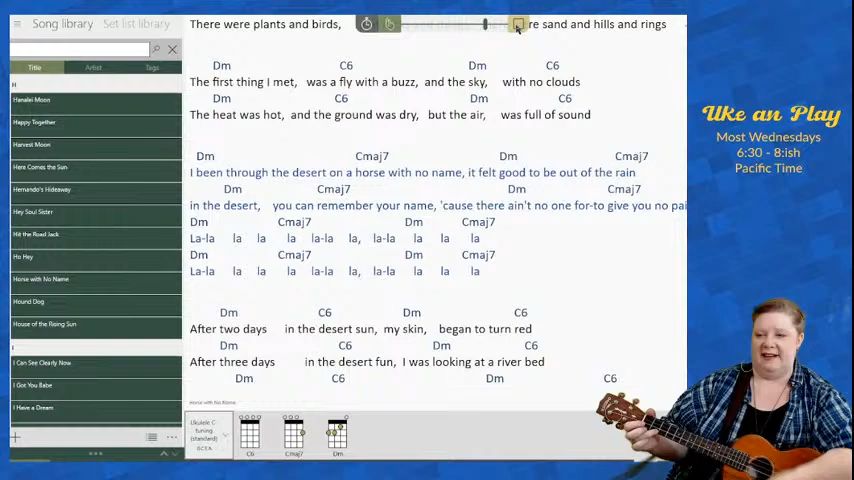 Song library
Set list library
Title
Artist
Tags
H
Hanalei Moon
Happy Together
Harvest Moon
Here Comes the Sun
Hernando's Hideaway
Hey Soul Sister
Hit the Road Jack
Ho Hey
Horse with No Name
Hound Dog
House of the Rising Sun
I
I Can See Clearly Now
I Got You Babe
I Have a Dream
There were plants and birds, re sand and hills and rings
Dm C6 Dm C6
The first thing I met, was a fly with a buzz, and the sky, with no clouds
Dm C6 Dm C6
The heat was hot, and the ground was dry, but the air, was full of sound
Dm Cmaj7 Dm Cmaj7
I been through the desert on a horse with no name, it felt good to be out of the rain
Dm Cmaj7 Dm Cmaj7
in the desert, you can remember your name, 'cause there ain't no one for-to give you no pai
Dm Cmaj7 Dm Cmaj7
La-la la la la la-la la, la-la la la la
Dm Cmaj7 Dm Cmaj7
La-la la la la la-la la, la-la la la la
Dm C6 Dm C6
After two days in the desert sun, my skin, began to turn red
Dm C6 Dm C6
After three days in the desert fun, I was looking at a river bed
Dm C6 Dm C6
Horse with No Name
Ukulele C
tuning
(standard)
GCEA
C6 Cmaj7 Dm
Uke an Play
Most Wednesdays
6:30 - 8:ish
Pacific Time